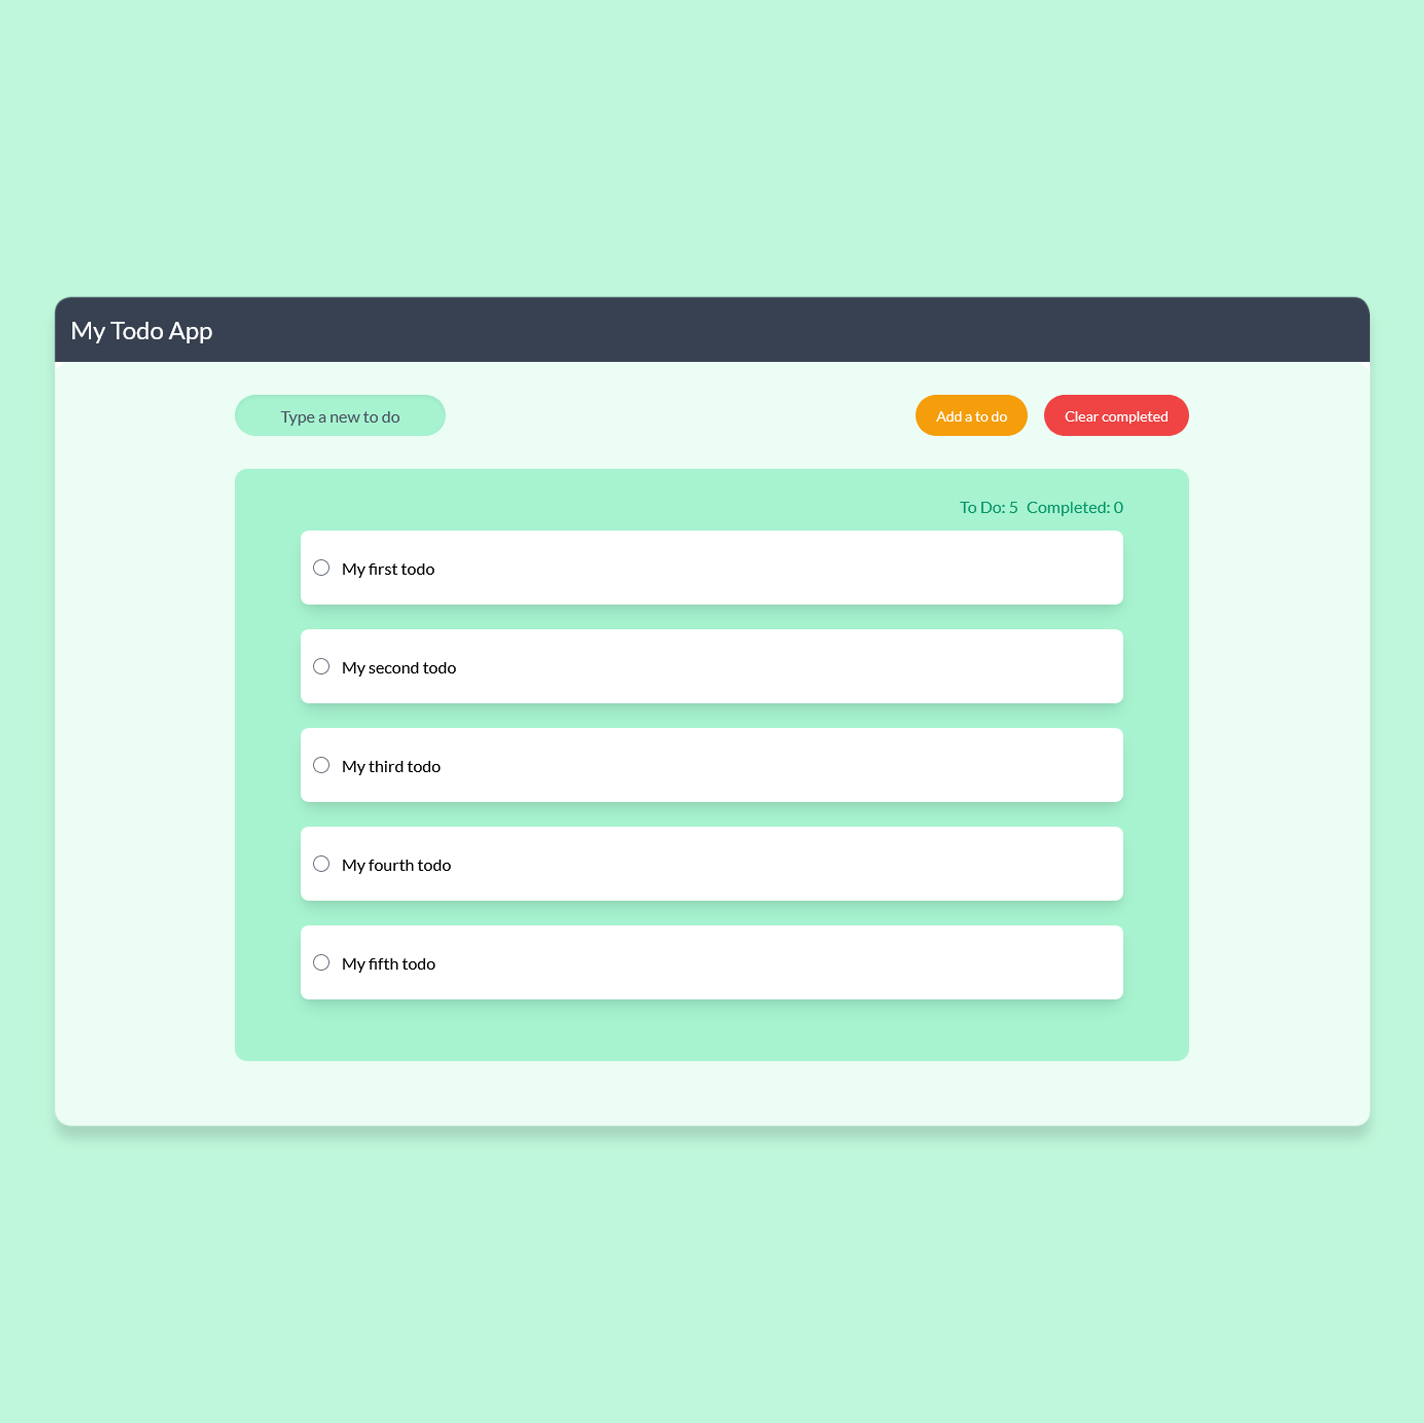 My Todo App
Type a new to do
Add a to do
Clear completed
To Do: 5 Completed: 0
My first todo
My second todo
My third todo
My fourth todo
My fifth todo